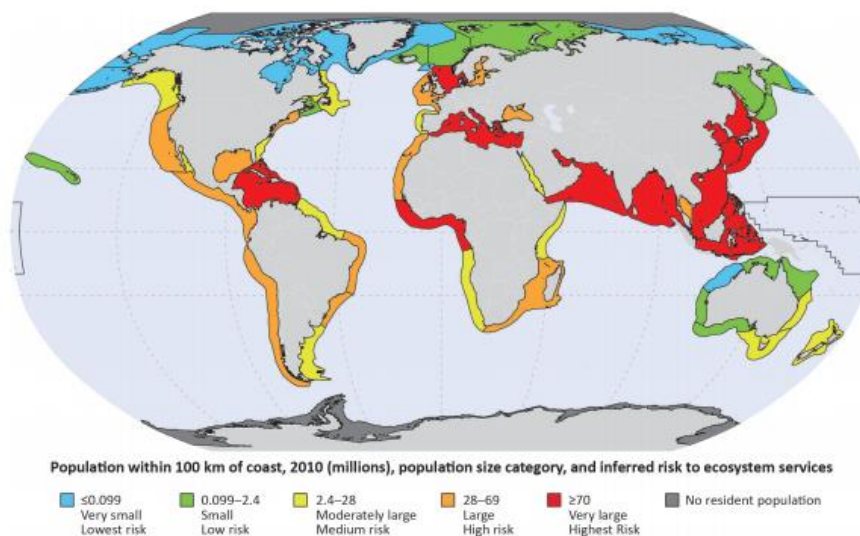 Population within 100 km of coast, 2010 (millions), population size category, and inferred risk to ecosystem services
≤0.099
Very small
Lowest risk
0.099–2.4
Small
Low risk
2.4–28
Moderately large
Medium risk
28–69
Large
High risk
≥70
Very large
Highest Risk
No resident population